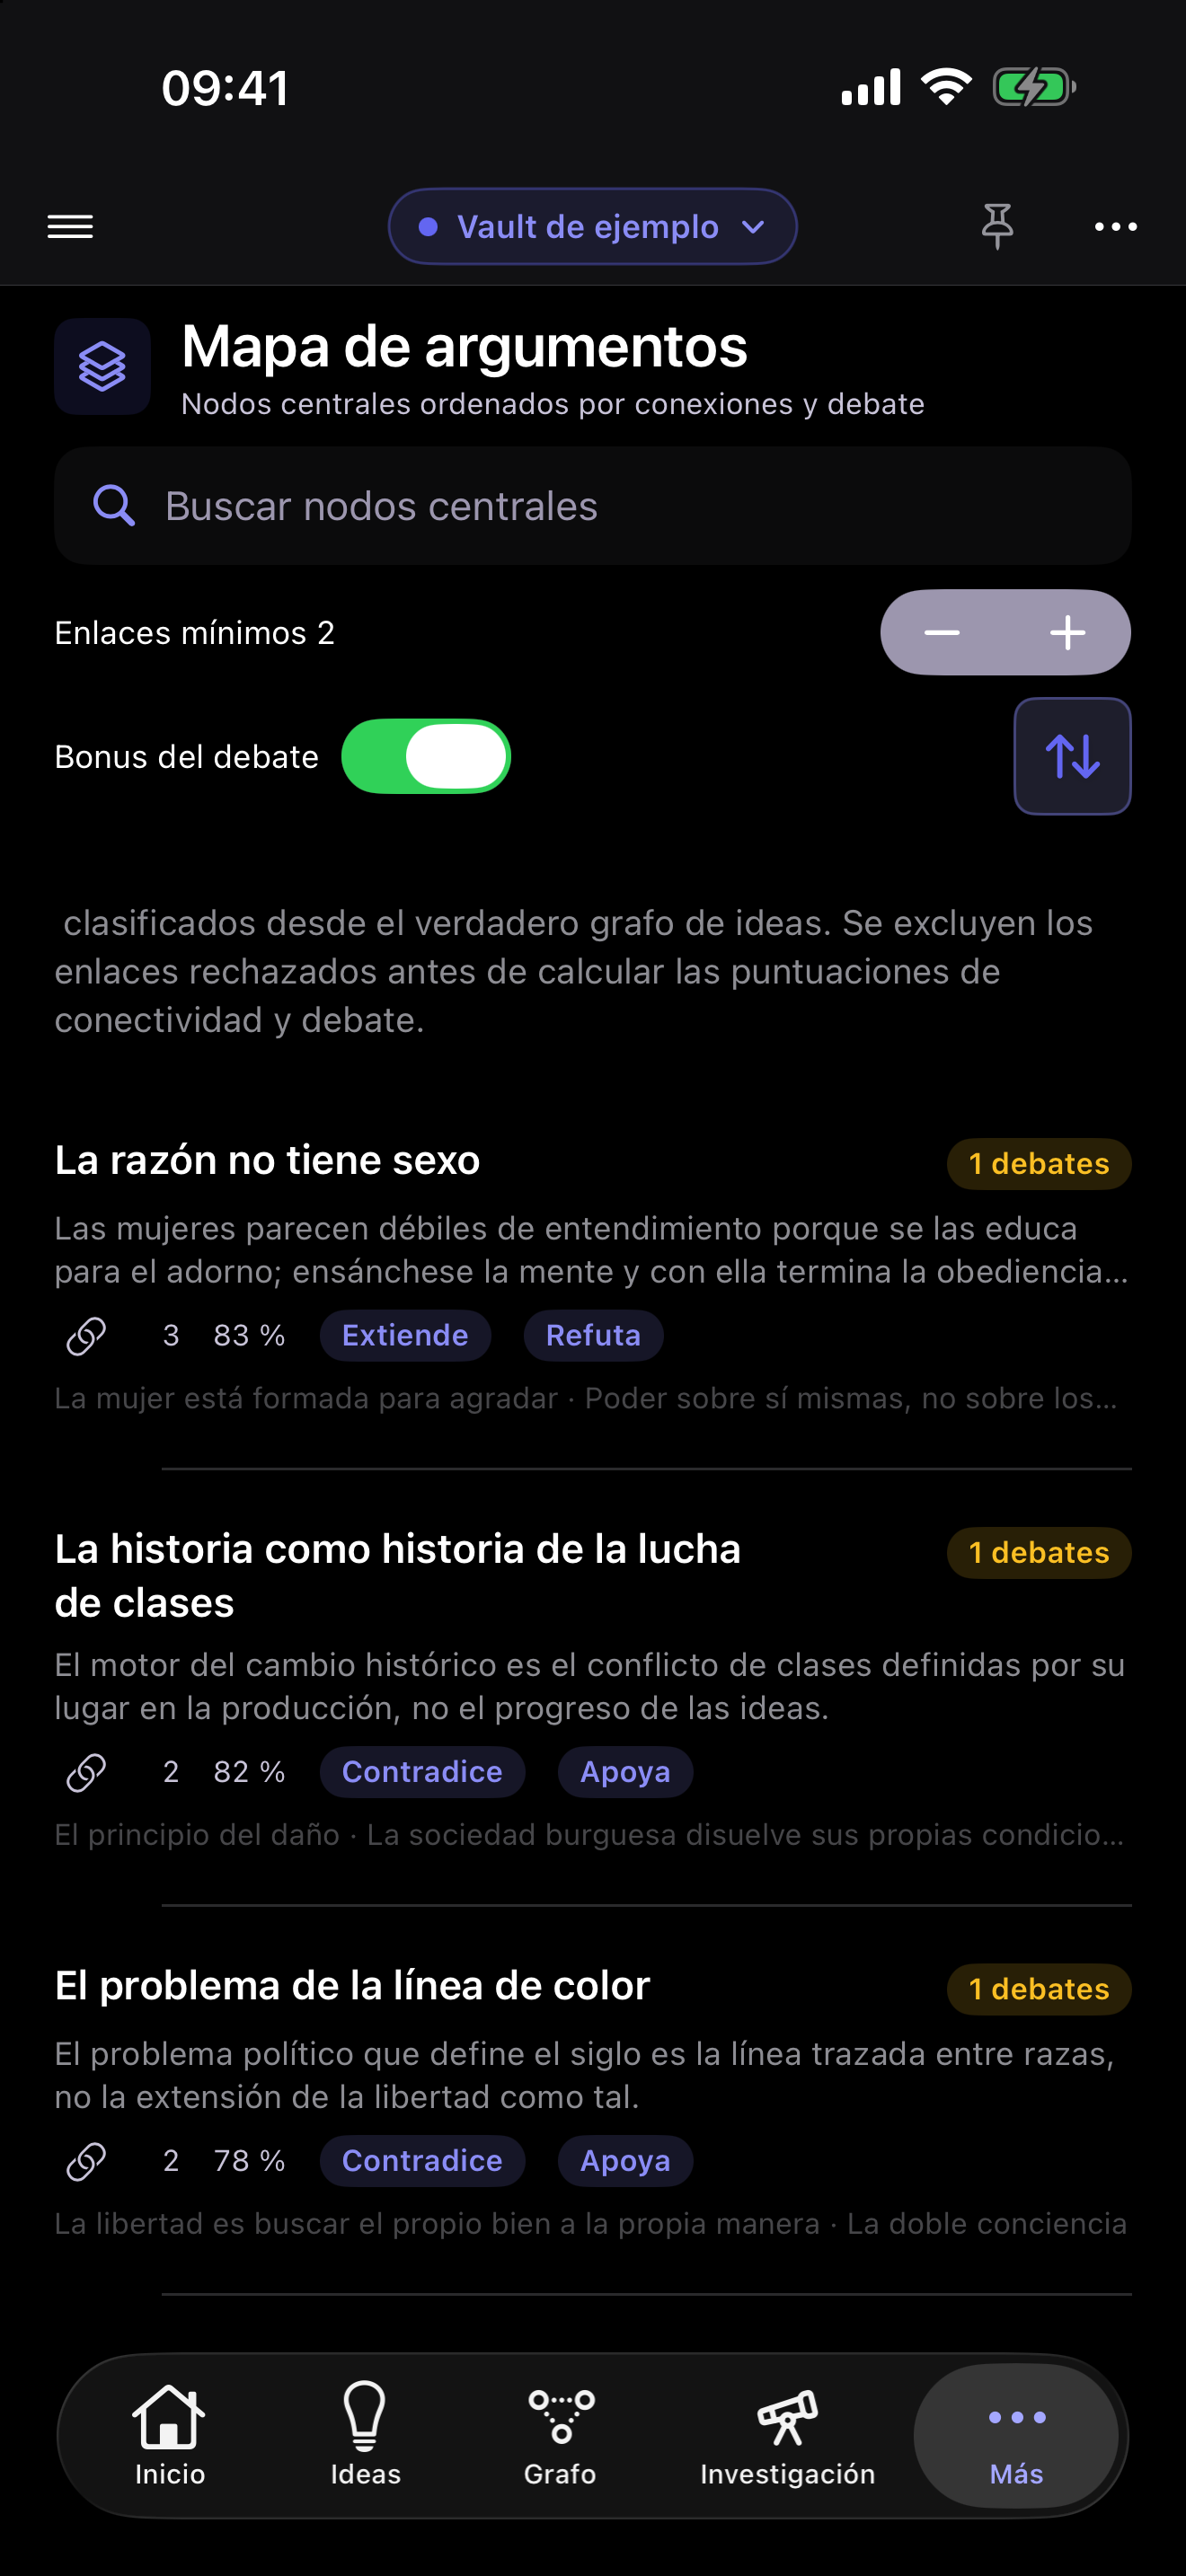 09:41
Vault de ejemplo
Mapa de argumentos
Nodos centrales ordenados por conexiones y debate
Buscar nodos centrales
Enlaces mínimos 2
Bonus del debate
clasificados desde el verdadero grafo de ideas. Se excluyen los
enlaces rechazados antes de calcular las puntuaciones de
conectividad y debate.
La razón no tiene sexo
1 debates
Las mujeres parecen débiles de entendimiento porque se las educa
para el adorno; ensánchese la mente y con ella termina la obediencia...
3 83 % Extiende Refuta
La mujer está formada para agradar · Poder sobre sí mismas, no sobre los...
La historia como historia de la lucha
de clases
1 debates
El motor del cambio histórico es el conflicto de clases definidas por su
lugar en la producción, no el progreso de las ideas.
2 82 % Contradice Apoya
El principio del daño · La sociedad burguesa disuelve sus propias condicio...
El problema de la línea de color
1 debates
El problema político que define el siglo es la línea trazada entre razas,
no la extensión de la libertad como tal.
2 78 % Contradice Apoya
La libertad es buscar el propio bien a la propia manera · La doble conciencia
Inicio Ideas Grafo Investigación Más